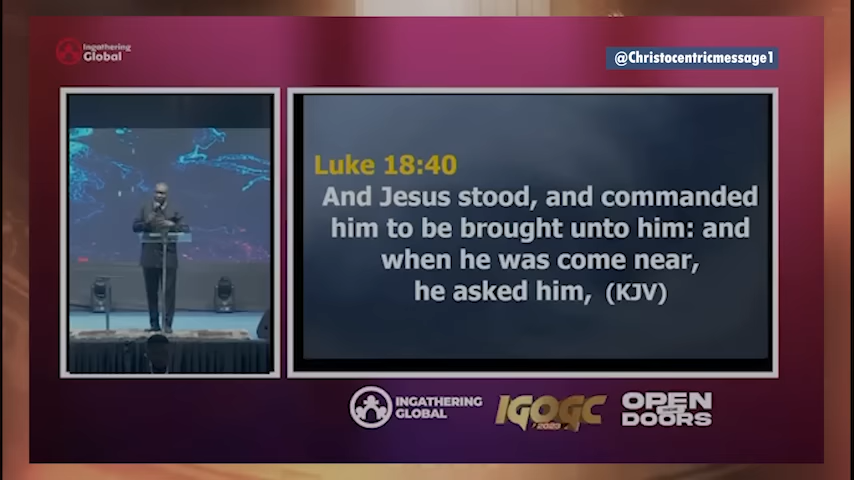 Ingathering
Global
@Christocentricmessage1
Luke 18:40
And Jesus stood, and commanded
him to be brought unto him: and
when he was come near,
he asked him, (KJV)
INGATHERING
GLOBAL
IGOGC
2023
OPEN
DOORS